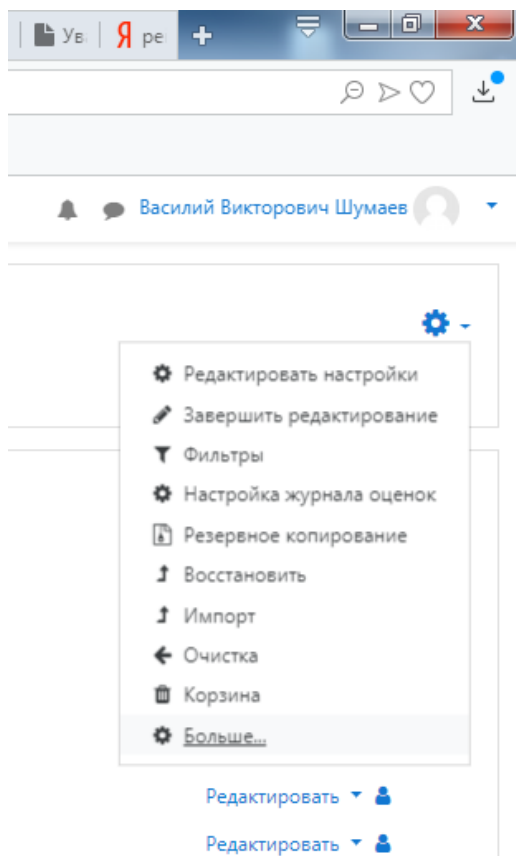 Ув
Я ре
Василий Викторович Шумаев
Редактировать настройки
Завершить редактирование
Фильтры
Настройка журнала оценок
Резервное копирование
Восстановить
Импорт
Очистка
Корзина
Больше...
Редактировать
Редактировать